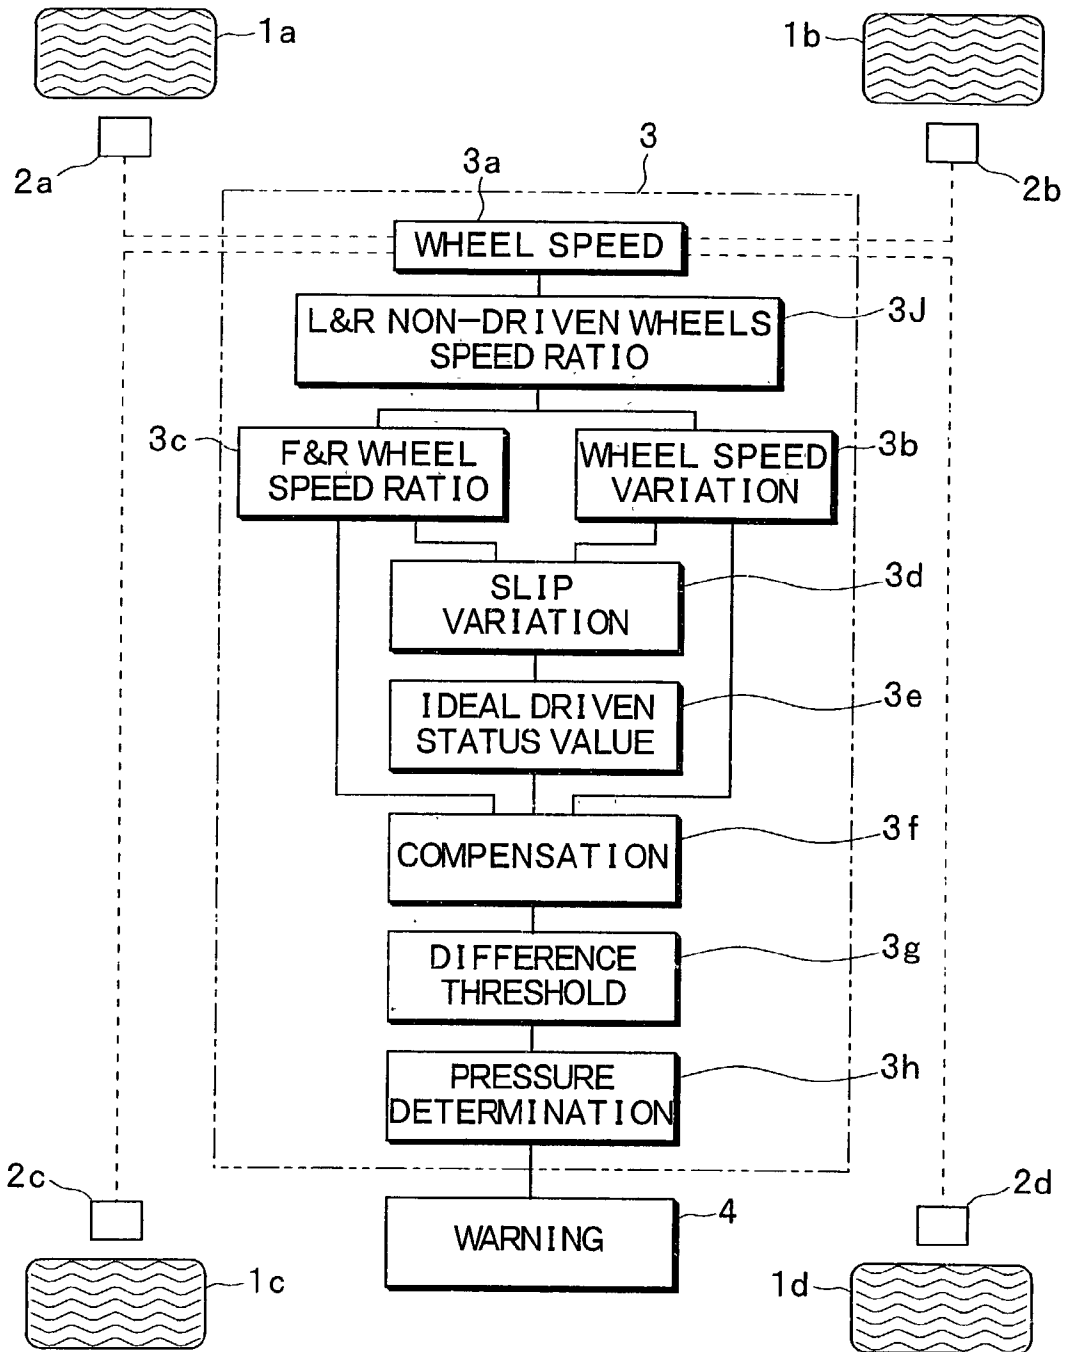 1a
1b
2a
3
3a
2b
WHEEL SPEED
3J
L&R NON-DRIVEN WHEELS
SPEED RATIO
3c
F&R WHEEL
SPEED RATIO
WHEEL SPEED
VARIATION
3b
SLIP
VARIATION
3d
IDEAL DRIVEN
STATUS VALUE
3e
COMPENSATION
3f
DIFFERENCE
THRESHOLD
3g
PRESSURE
DETERMINATION
3h
2c
2d
WARNING
4
1c
1d